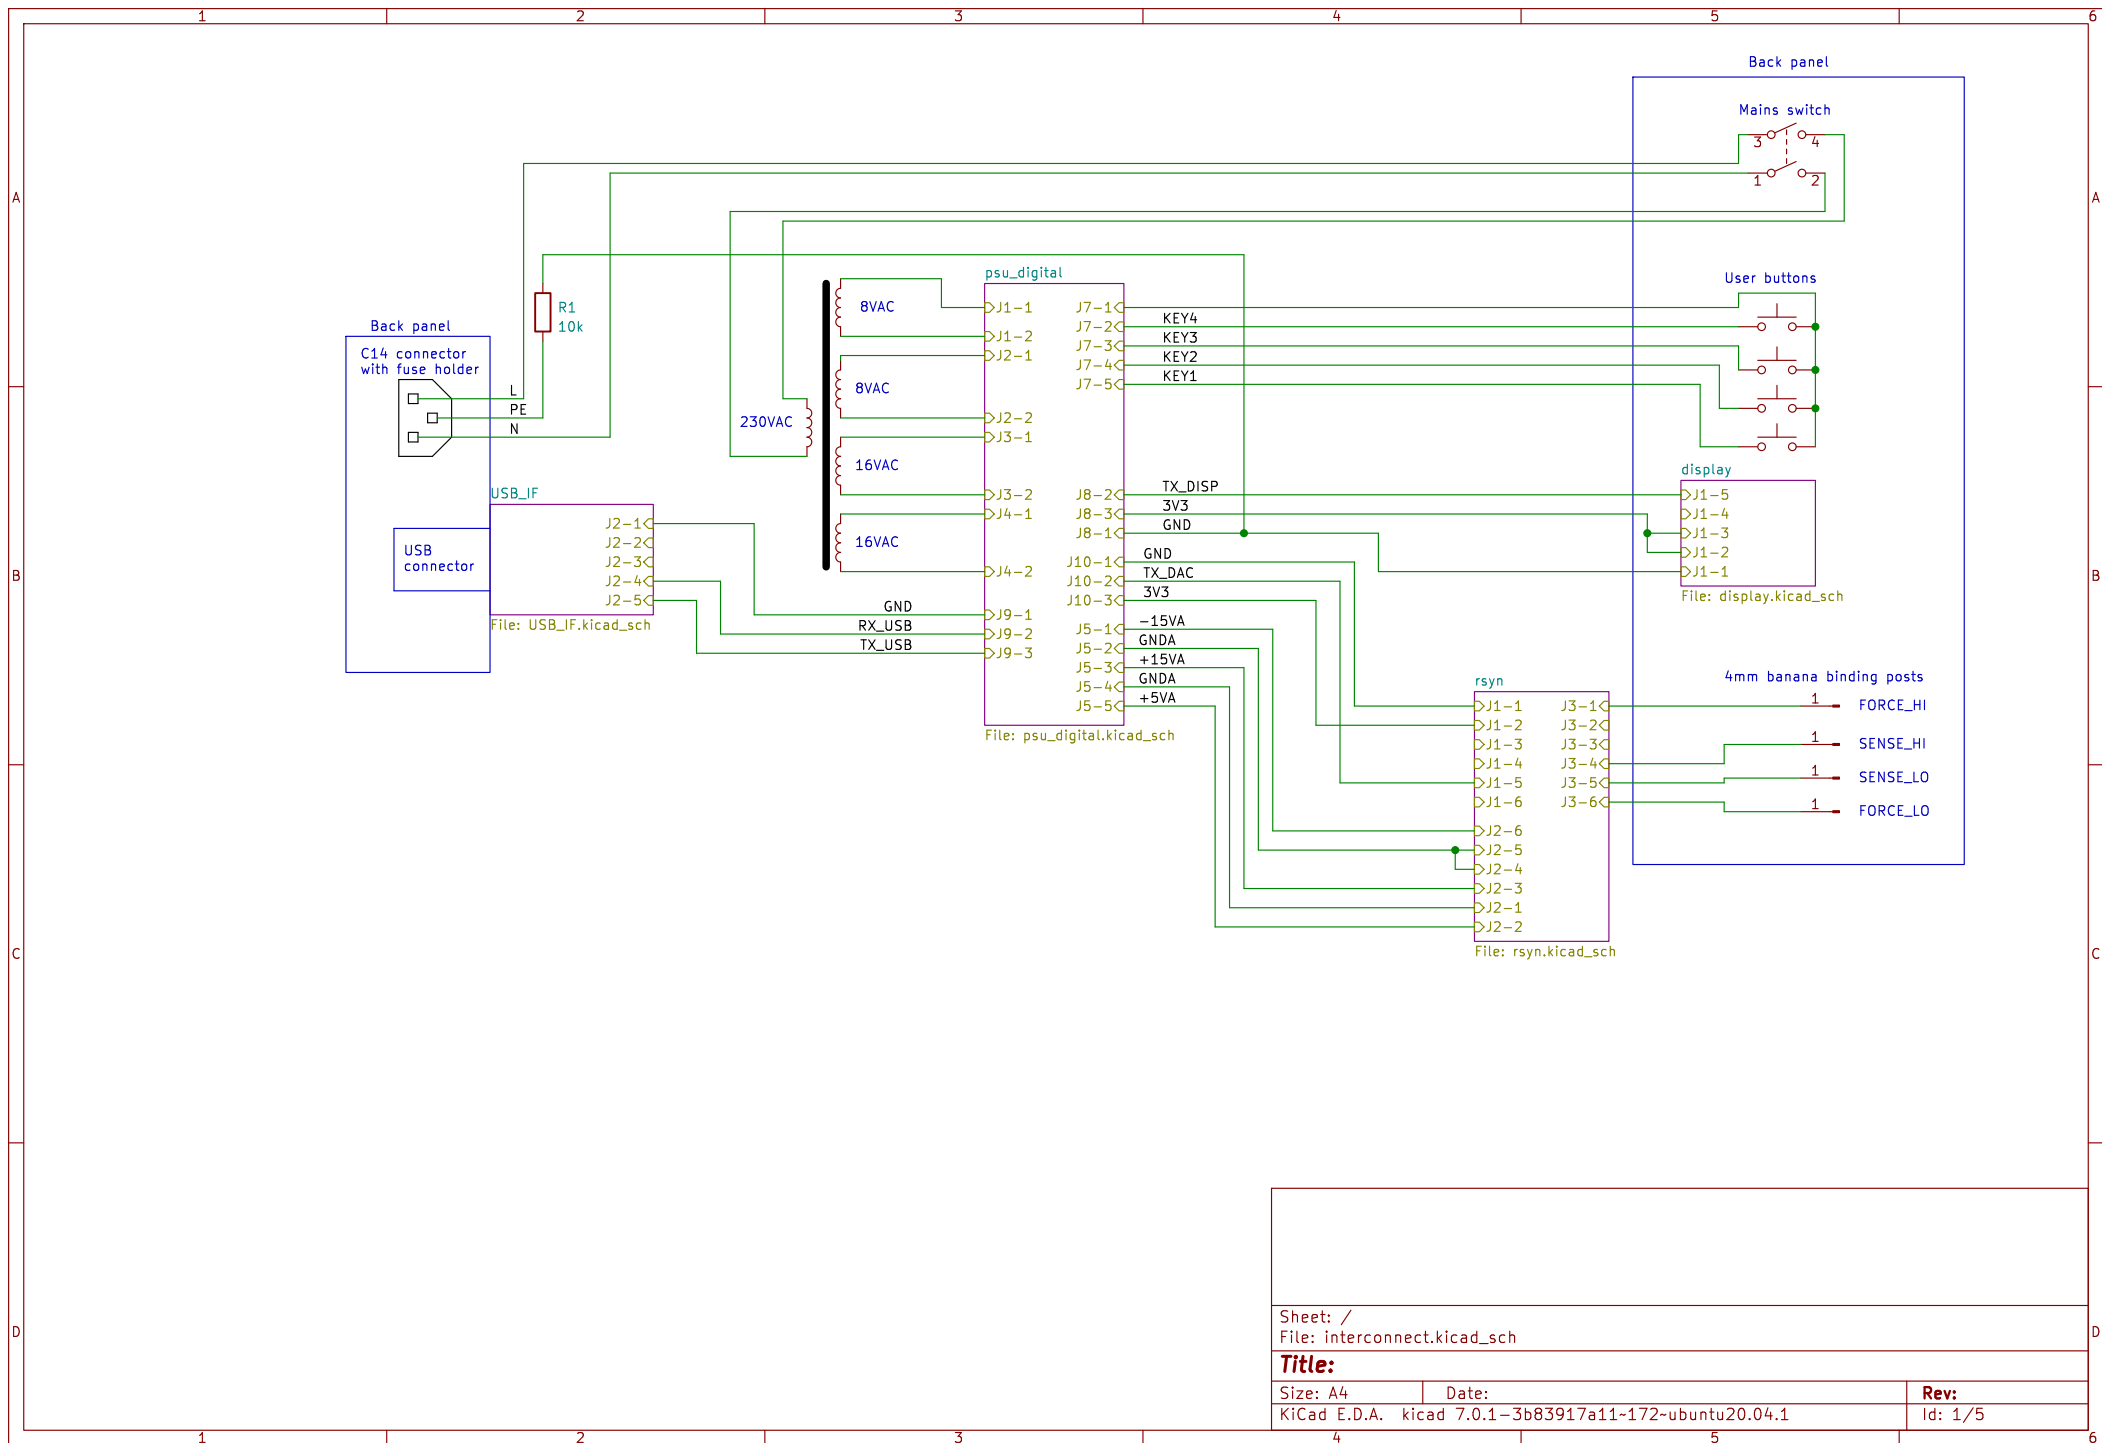 1 2 3 4 5 6
A
B
C
D
A
B
C
D
1 2 3 4 5 6
Back panel
Mains switch
3 4
1 2
User buttons
psu_digital
R1
10k
Back panel
C14 connector
with fuse holder
L
PE
N
230VAC
8VAC
8VAC
16VAC
16VAC
J1-1
J1-2
J2-1
J2-2
J3-1
J3-2
J4-1
J4-2
J9-1
J9-2
J9-3
J7-1
J7-2
J7-3
J7-4
J7-5
J8-2
J8-3
J8-1
J10-1
J10-2
J10-3
J5-1
J5-2
J5-3
J5-4
J5-5
File: psu_digital.kicad_sch
KEY4
KEY3
KEY2
KEY1
TX_DISP
3V3
GND
GND
TX_DAC
3V3
-15VA
GNDA
+15VA
GNDA
+5VA
USB_IF
USB
connector
J2-1
J2-2
J2-3
J2-4
J2-5
File: USB_IF.kicad_sch
GND
RX_USB
TX_USB
display
J1-5
J1-4
J1-3
J1-2
J1-1
File: display.kicad_sch
4mm banana binding posts
rsyn
J1-1
J1-2
J1-3
J1-4
J1-5
J1-6
J2-6
J2-5
J2-4
J2-3
J2-1
J2-2
J3-1
J3-2
J3-3
J3-4
J3-5
J3-6
File: rsyn.kicad_sch
1 FORCE_HI
1 SENSE_HI
1 SENSE_LO
1 FORCE_LO
Sheet: /
File: interconnect.kicad_sch
Title:
Size: A4 Date: Rev:
KiCad E.D.A. kicad 7.0.1-3b83917a11~172~ubuntu20.04.1 Id: 1/5